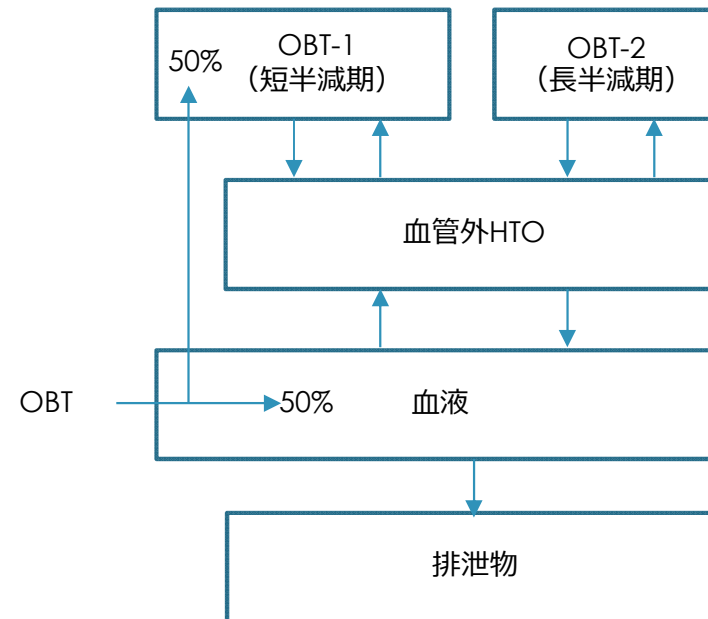 50%
OBT-1
（短半減期）
OBT-2
（長半減期）
血管外HTO
OBT
50%
血液
排泄物